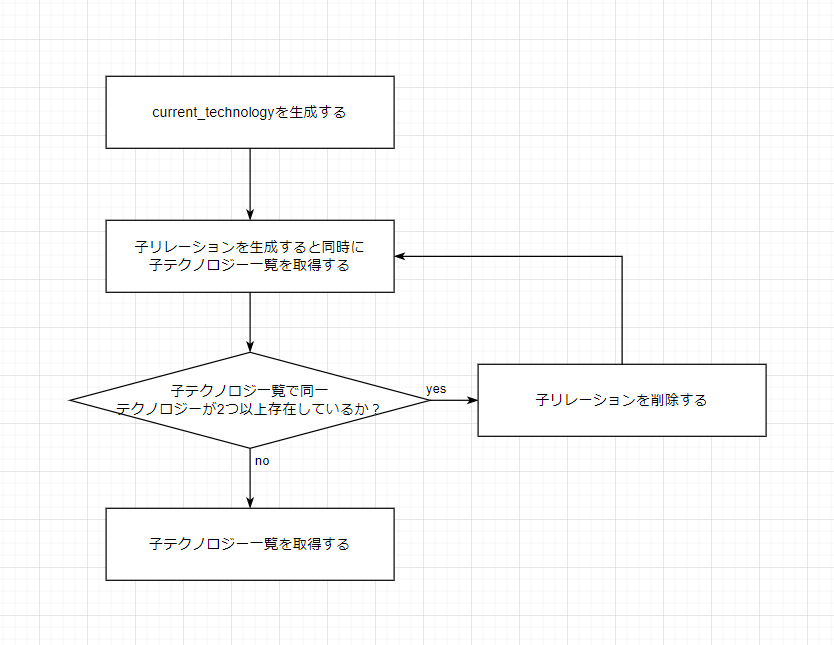 current_technologyを生成する
子リレーションを生成すると同時に
子テクノロジー一覧を取得する
子テクノロジ一覧で同一
テクノロジーが2つ以上存在しているか？
yes
子リレーションを削除する
no
子テクノロジー一覧を取得する